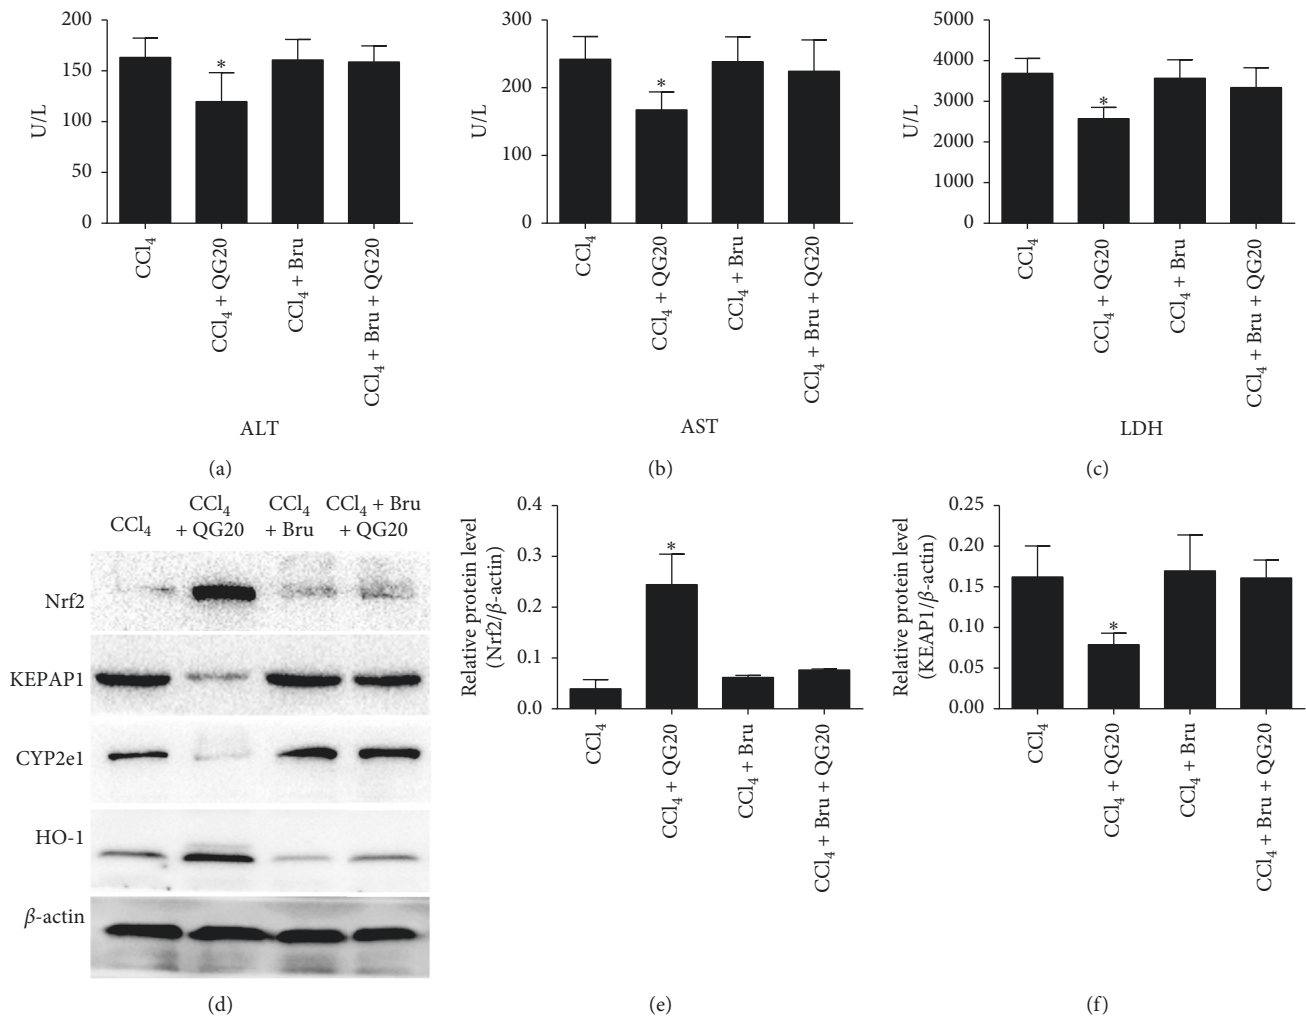 200
150
100
50
0
U/L
*
CCl4
CCl4 + QG20
CCl4 + Bru
CCl4 + Bru + QG20
ALT
(a)
300
200
100
0
U/L
*
CCl4
CCl4 + QG20
CCl4 + Bru
CCl4 + Bru + QG20
AST
(b)
5000
4000
3000
2000
1000
0
U/L
*
CCl4
CCl4 + QG20
CCl4 + Bru
CCl4 + Bru + QG20
LDH
(c)
CCl4
CCl4
+ QG20
CCl4
+ Bru
CCl4 + Bru
+ QG20
Nrf2
KEPAP1
CYP2e1
HO-1
β-actin
(d)
0.4
0.3
0.2
0.1
0.0
Relative protein level
(Nrf2/β-actin)
*
CCl4
CCl4 + QG20
CCl4 + Bru
CCl4 + Bru + QG20
(e)
0.25
0.20
0.15
0.10
0.05
0.00
Relative protein level
(KEAP1/β-actin)
*
CCl4
CCl4 + QG20
CCl4 + Bru
CCl4 + Bru + QG20
(f)